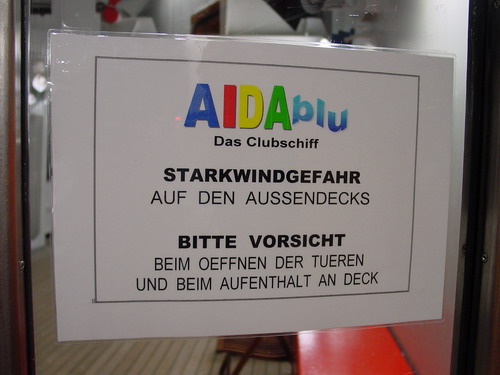 AIDAblu
Das Clubschiff
STARKWINDGEFAHR
AUF DEN AUSSENDECKS
BITTE VORSICHT
BEIM OEFFNEN DER TUEREN
UND BEIM AUFENTHALT AN DECK